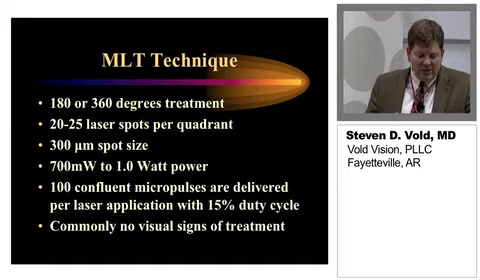 MLT Technique
• 180 or 360 degrees treatment
• 20-25 laser spots per quadrant
• 300 µm spot size
• 700mW to 1.0 Watt power
• 100 confluent micropulses are delivered
per laser application with 15% duty cycle
• Commonly no visual signs of treatment
Steven D. Vold, MD
Vold Vision, PLLC
Fayetteville, AR